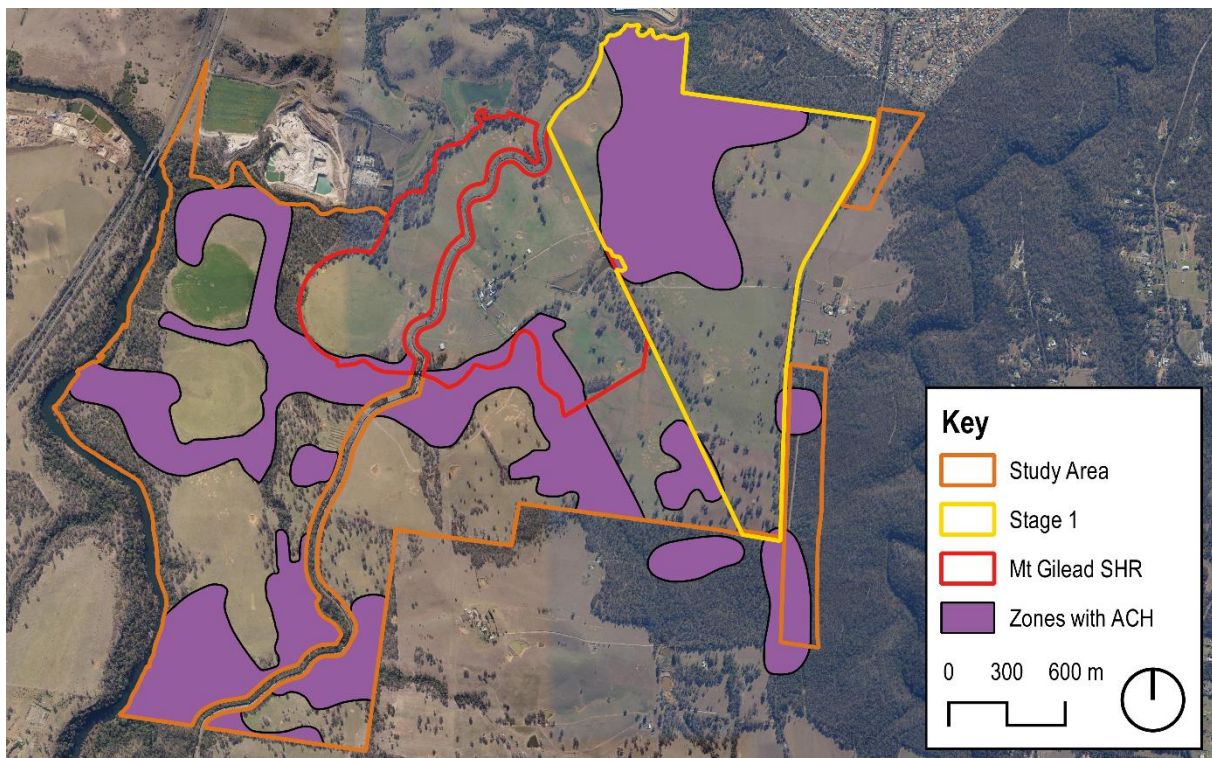 Key
Study Area
Stage 1
Mt Gilead SHR
Zones with ACH
0 300 600 m